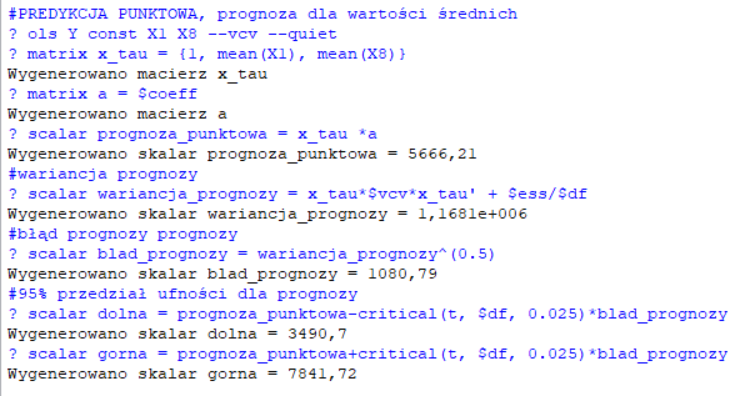 #PREDYKCJA PUNKTOWA, prognoza dla wartości średnich
? ols Y const X1 X8 --vcv --quiet
? matrix x_tau = {1, mean(X1), mean(X8)}
Wygenerowano macierz x_tau
? matrix a = $coeff
Wygenerowano macierz a
? scalar prognoza_punktowa = x_tau *a
Wygenerowano skalar prognoza_punktowa = 5666,21
#wariancja prognozy
? scalar wariancja_prognozy = x_tau*$vcv*x_tau' + $ess/$df
Wygenerowano skalar wariancja_prognozy = 1,1681e+006
#błąd prognozy prognozy
? scalar blad_prognozy = wariancja_prognozy^(0.5)
Wygenerowano skalar blad_prognozy = 1080,79
#95% przedział ufności dla prognozy
? scalar dolna = prognoza_punktowa-critical(t, $df, 0.025)*blad_prognozy
Wygenerowano skalar dolna = 3490,7
? scalar gorna = prognoza_punktowa+critical(t, $df, 0.025)*blad_prognozy
Wygenerowano skalar gorna = 7841,72